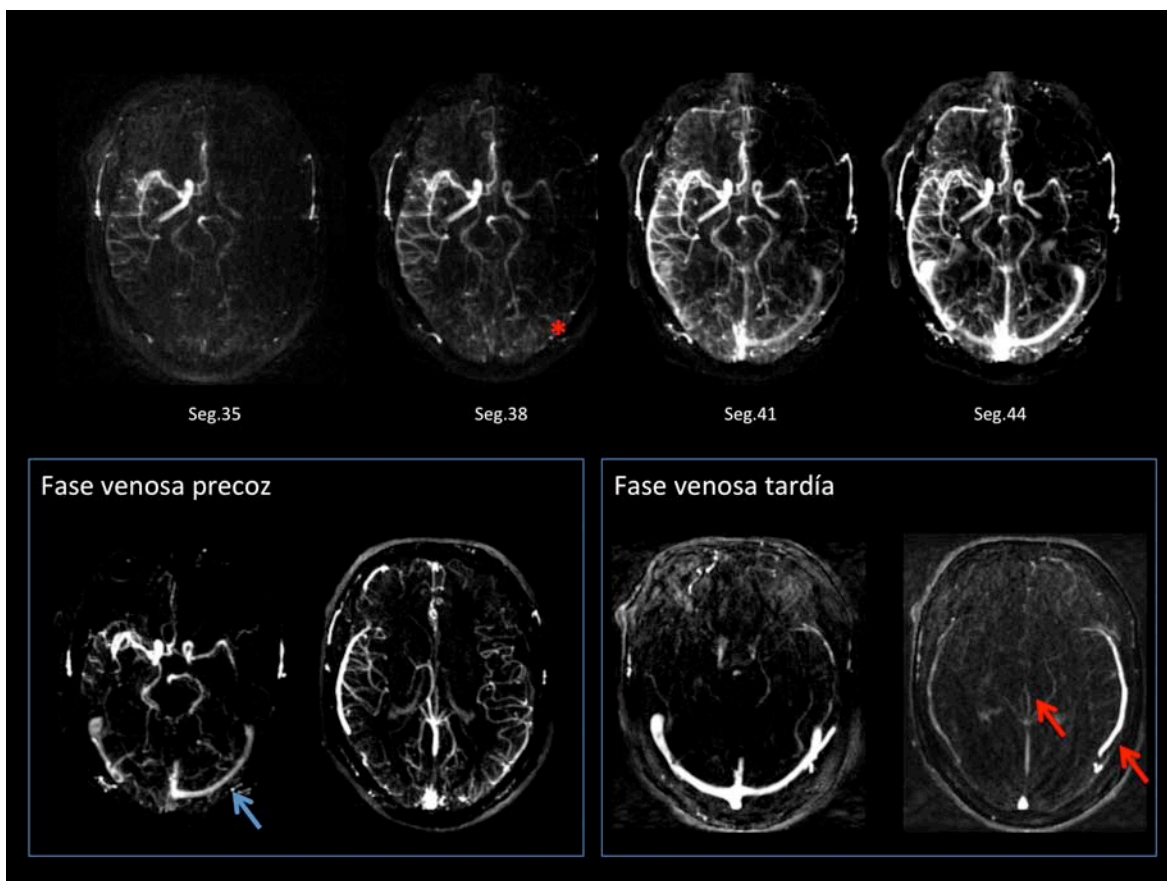 Seg.35
Seg.38
Seg.41
Seg.44
Fase venosa precoz
Fase venosa tardía